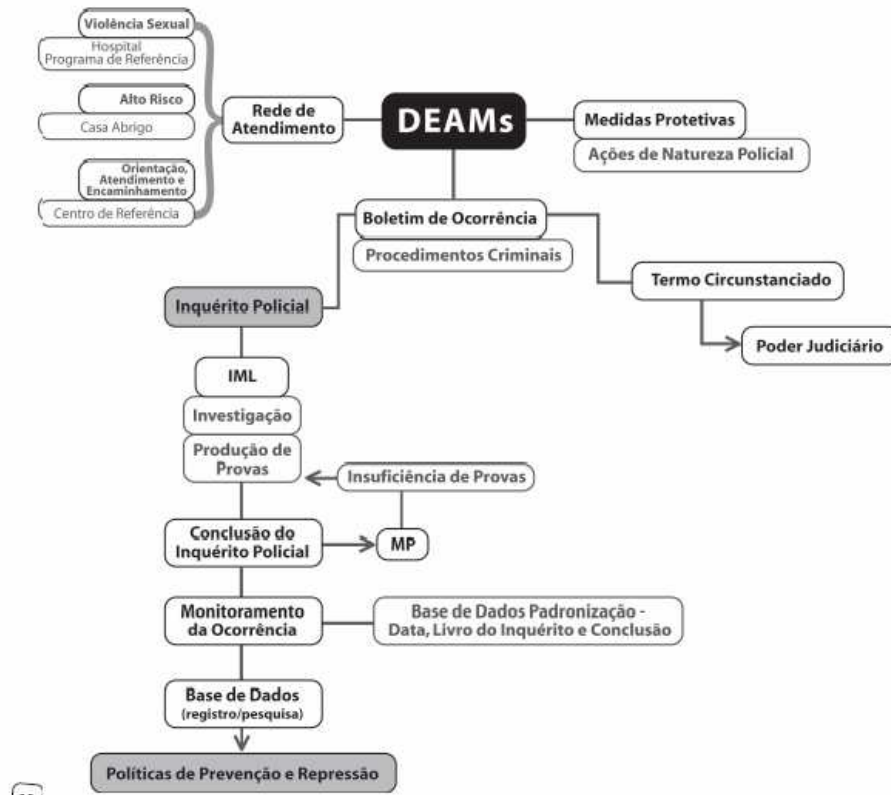 Violência Sexual
Hospital
Programa de Referência
Alto Risco
Casa Abrigo
Orientação,
Atendimento e
Encaminhamento
Centro de Referência
Rede de
Atendimento
DEAMs
Medidas Protetivas
Ações de Natureza Policial
Boletim de Ocorrência
Procedimentos Criminais
Termo Circunstanciado
Poder Judiciário
Inquérito Policial
IML
Investigação
Produção de
Provas
Insuficiência de Provas
Conclusão do
Inquérito Policial
MP
Monitoramento
da Ocorrência
Base de Dados Padronização -
Data, Livro do Inquérito e Conclusão
Base de Dados
(registro/pesquisa)
Políticas de Prevenção e Repressão